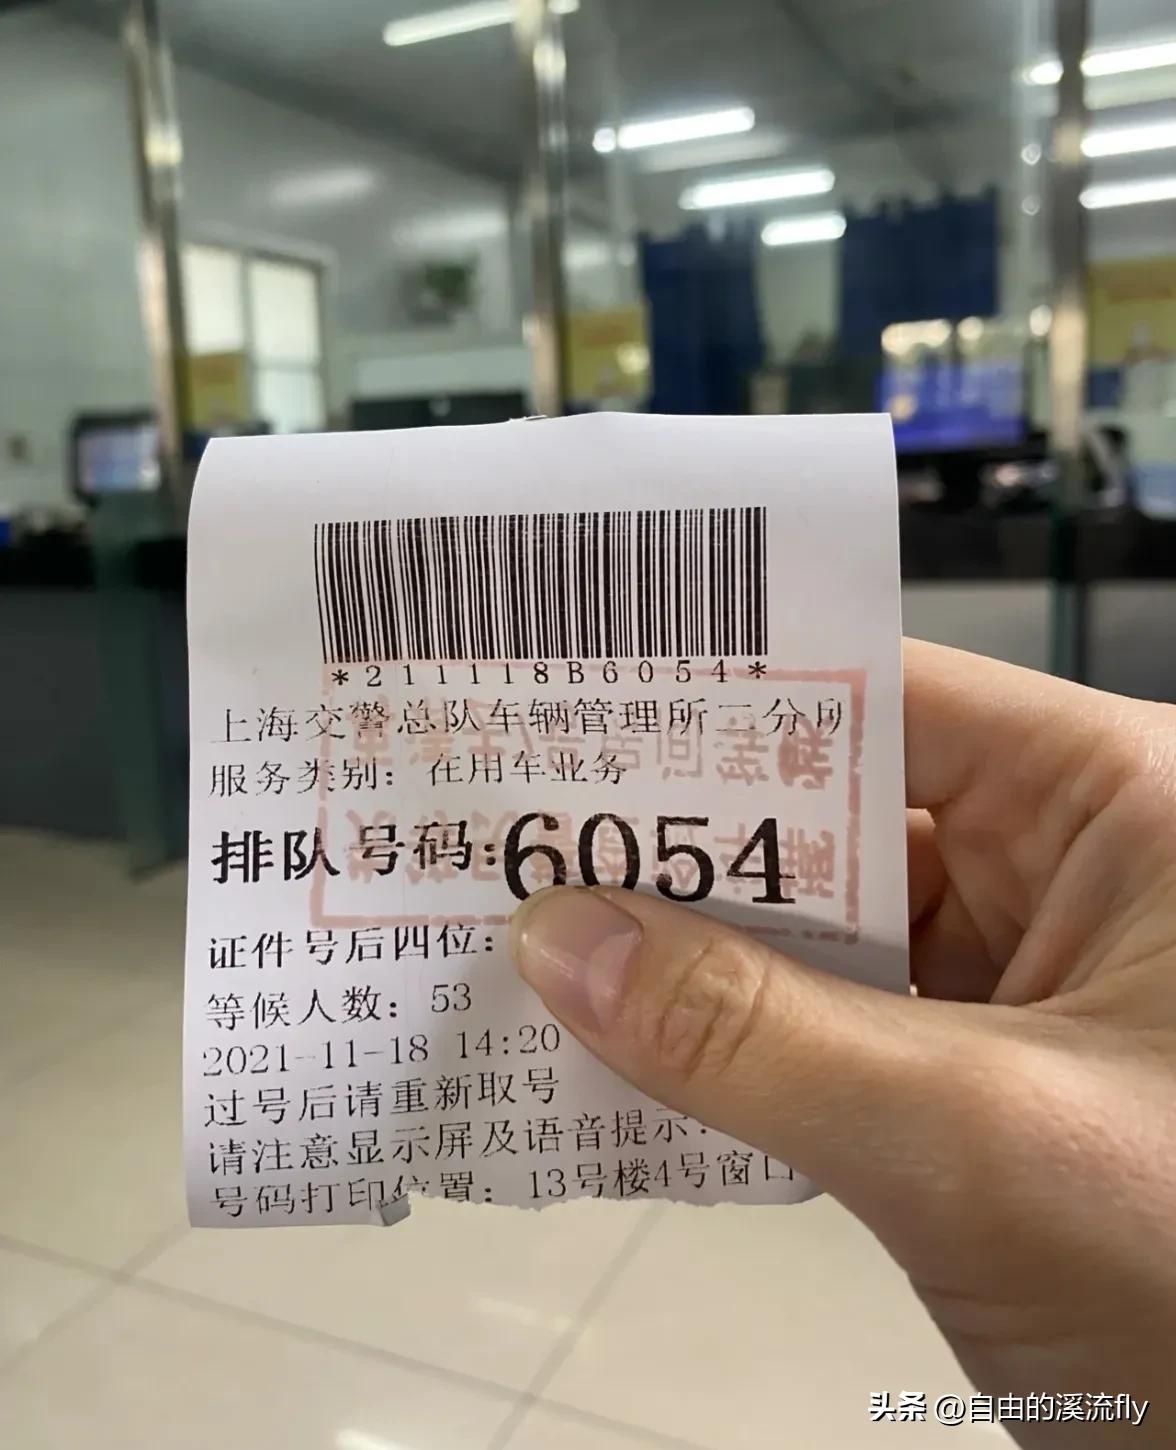 *211118B6054*
上海交警总队车辆管理所二分所
服务类别：在用车业务
排队号码:6054
证件号后四位：
等候人数：53
2021-11-18 14:20
过号后请重新取号
请注意显示屏及语音提示.
号码打印位置：13号楼4号窗口
头条 @自由的溪流fly